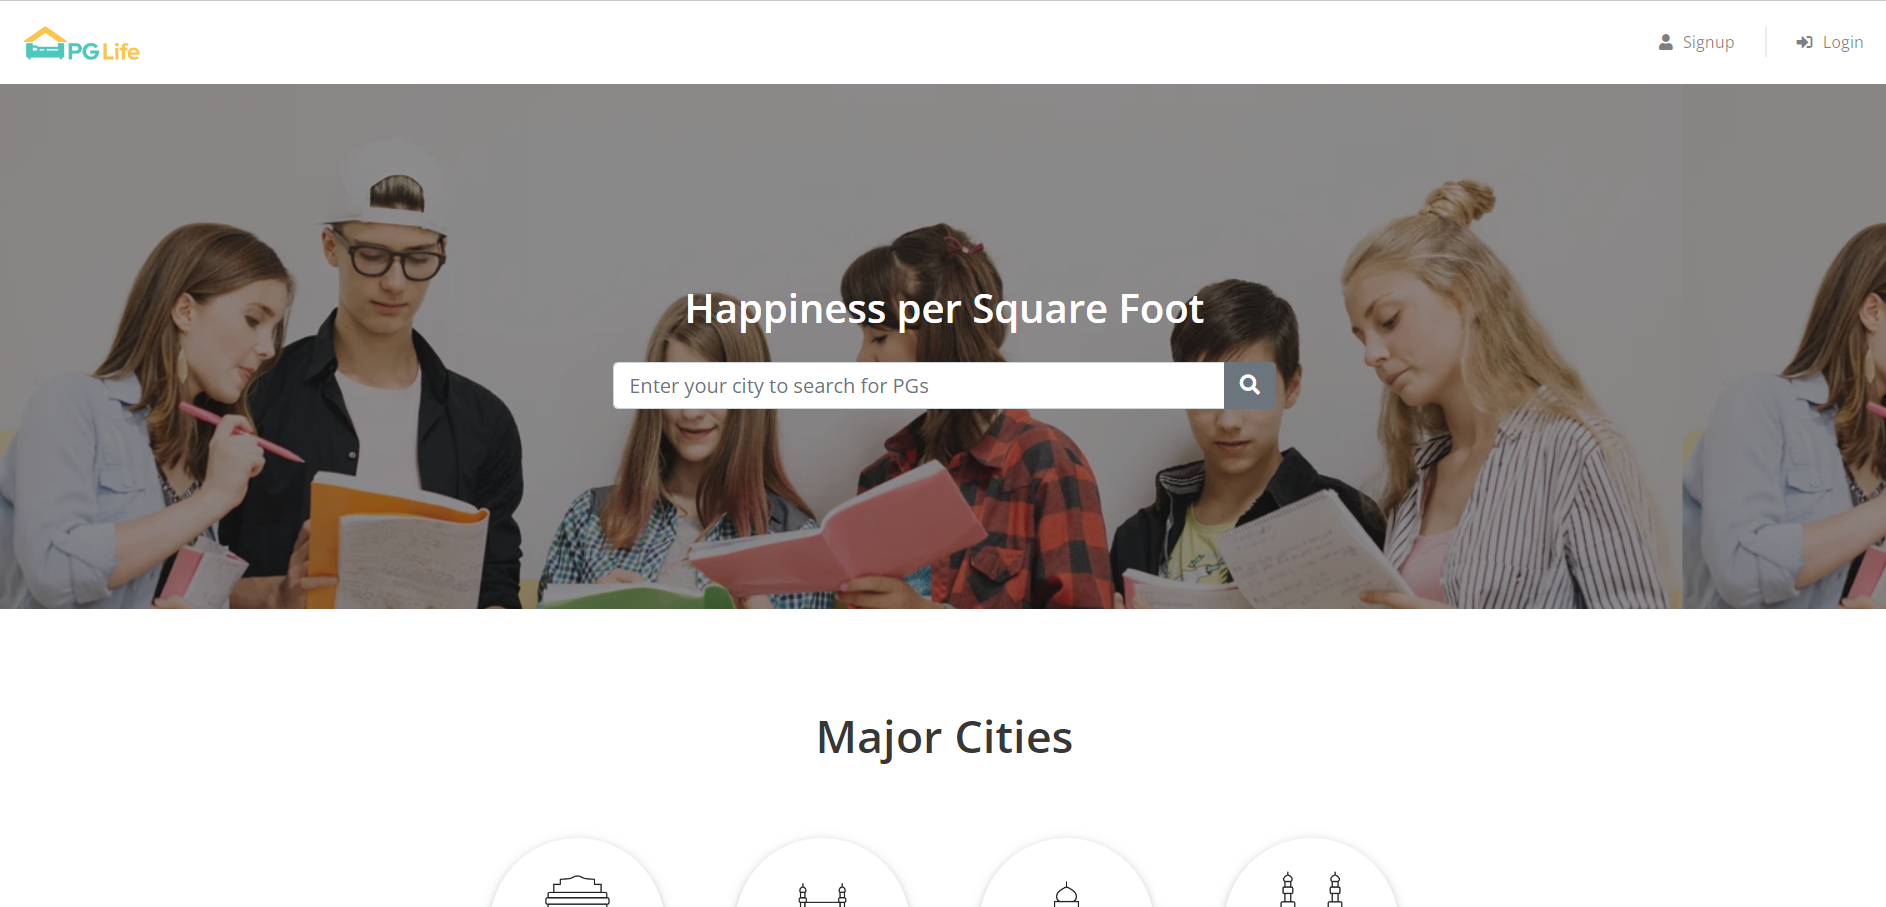 PG Life
Signup
Login
Happiness per Square Foot
Enter your city to search for PGs
Major Cities